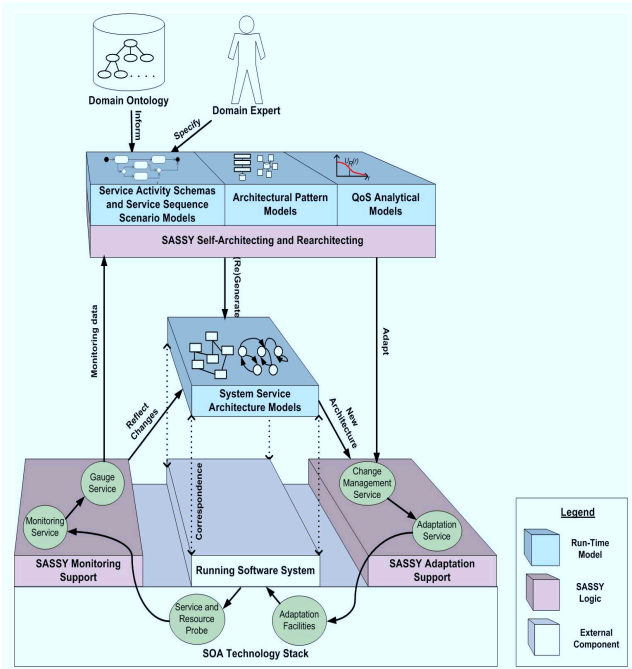 Domain Ontology
Domain Expert
Inform
Specify
U_R(r)
Service Activity Schemas
and Service Sequence
Scenario Models
Architectural Pattern
Models
QoS Analytical
Models
SASSY Self-Architecting and Rearchitecting
Monitoring data
(Re)Generate
Adapt
System Service
Architecture Models
Reflect
Changes
New
Architecture
Correspondence
Gauge
Service
Monitoring
Service
SASSY Monitoring
Support
Change
Management
Service
Adaptation
Service
SASSY Adaptation
Support
Running Software System
Service and
Resource
Probe
Adaptation
Facilities
SOA Technology Stack
Legend
Run-Time
Model
SASSY
Logic
External
Component